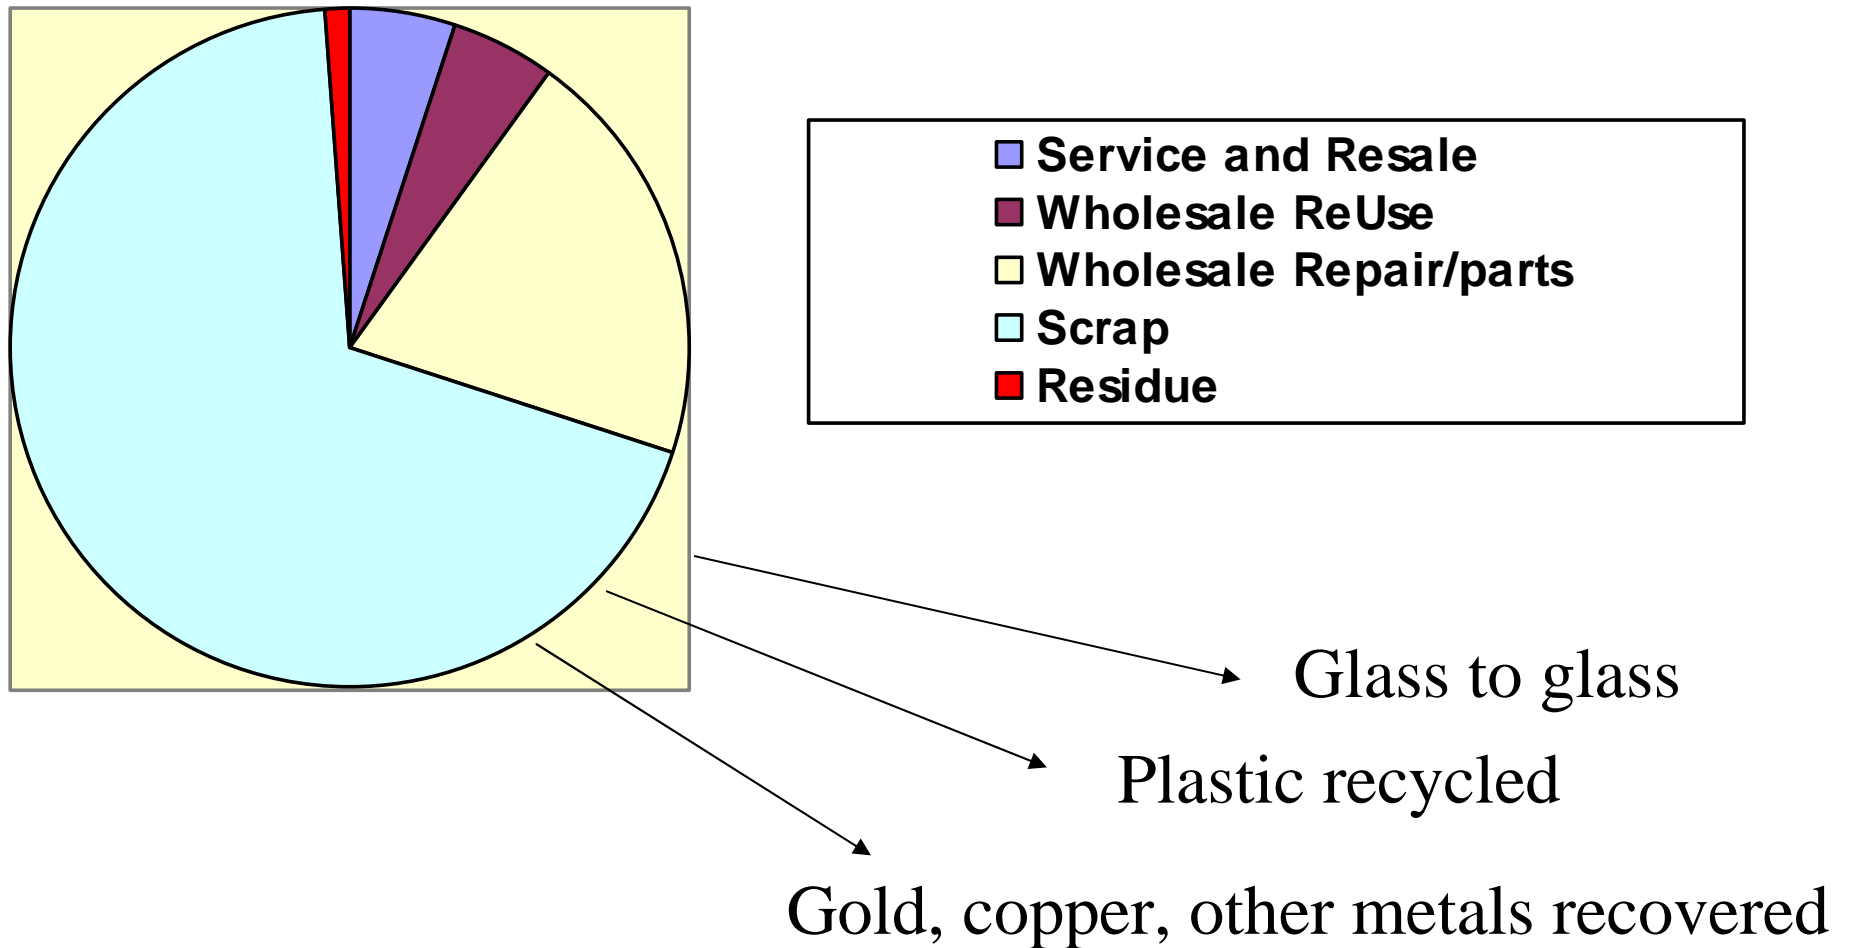 Service and Resale
Wholesale ReUse
Wholesale Repair/parts
Scrap
Residue
Glass to glass
Plastic recycled
Gold, copper, other metals recovered